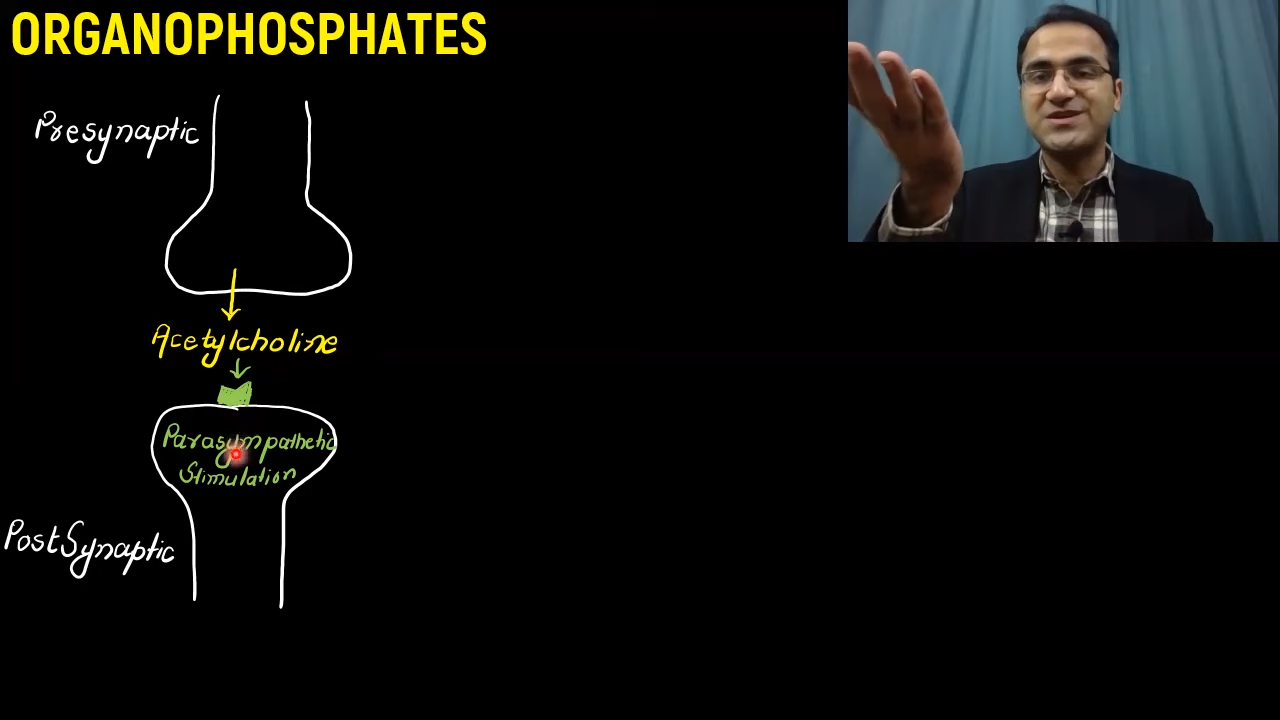 ORGANOPHOSPHATES
Presynaptic
Acetylcholine
Parasympathetic
Stimulation
PostSynaptic